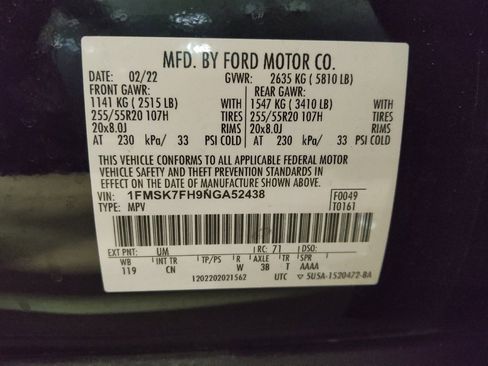 MFD. BY FORD MOTOR CO.
DATE: 02/22 GVWR: 2635 KG ( 5810 LB)
FRONT GAWR: REAR GAWR:
1141 KG ( 2515 LB) WITH 1547 KG ( 3410 LB) WITH
255/55R20 107H TIRES 255/55R20 107H TIRES
20x8.0J RIMS 20x8.0J RIMS
AT 230 kPa/ 33 PSI COLD AT 230 kPa/ 33 PSI COLD
THIS VEHICLE CONFORMS TO ALL APPLICABLE FEDERAL MOTOR
VEHICLE SAFETY AND THEFT PREVENTION STANDARDS IN
EFFECT ON THE DATE OF MANUFACTURE SHOWN ABOVE.
VIN: 1FMSK7FH9NGA52438 F0049
TYPE: MPV T0161
EXT PNT: UM RC: 71 DSO:
WB INT TR TP/PS R AXLE TR SPR
119 CN W 3B T AAAA
1202202021562 UTC ▽ 5U5A-1520472-BA